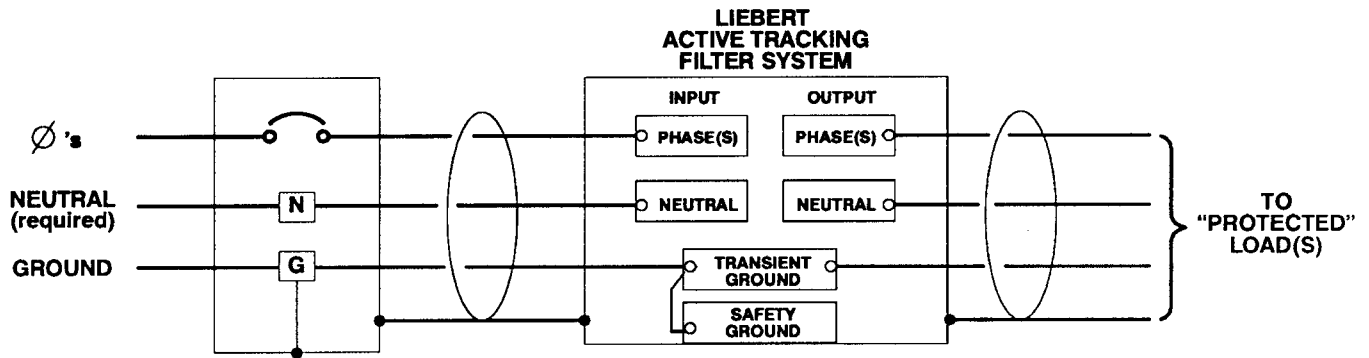 LIEBERT
ACTIVE TRACKING
FILTER SYSTEM
INPUT
OUTPUT
Ø 's
PHASE(S)
PHASE(S)
NEUTRAL
(required)
N
NEUTRAL
NEUTRAL
TO
"PROTECTED"
LOAD(S)
GROUND
G
TRANSIENT
GROUND
SAFETY
GROUND